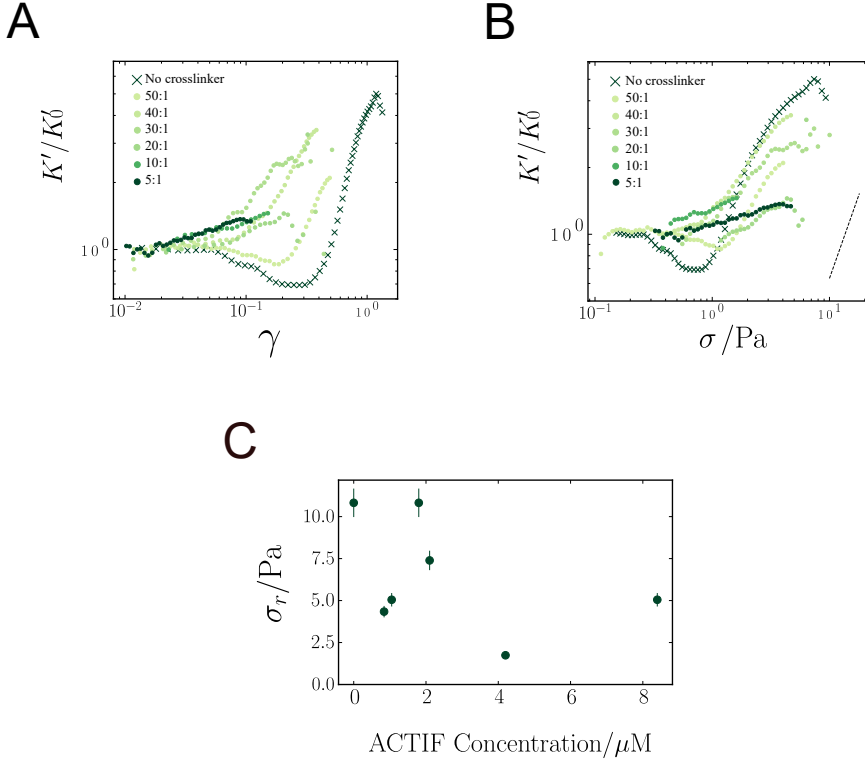 A
K′/K′0
No crosslinker
50:1
40:1
30:1
20:1
10:1
5:1
10^0
10^−2
10^−1
10^0
γ
B
K′/K′0
No crosslinker
50:1
40:1
30:1
20:1
10:1
5:1
10^0
10^−1
10^0
10^1
σ/Pa
C
σr/Pa
10.0
7.5
5.0
2.5
0.0
0 2 4 6 8
ACTIF Concentration/μM